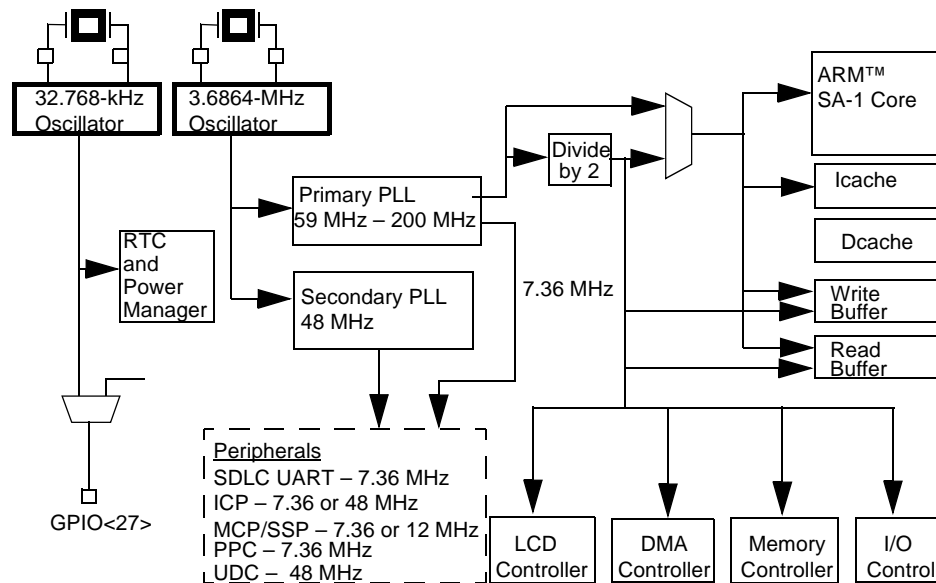 32.768-kHz
Oscillator
3.6864-MHz
Oscillator
ARM™
SA-1 Core
Divide
by 2
Primary PLL
59 MHz – 200 MHz
Icache
RTC
and
Power
Manager
Dcache
Secondary PLL
48 MHz
7.36 MHz
Write
Buffer
Read
Buffer
Peripherals
SDLC UART – 7.36 MHz
ICP – 7.36 or 48 MHz
MCP/SSP – 7.36 or 12 MHz
PPC – 7.36 MHz
UDC – 48 MHz
GPIO<27>
LCD
Controller
DMA
Controller
Memory
Controller
I/O
Control